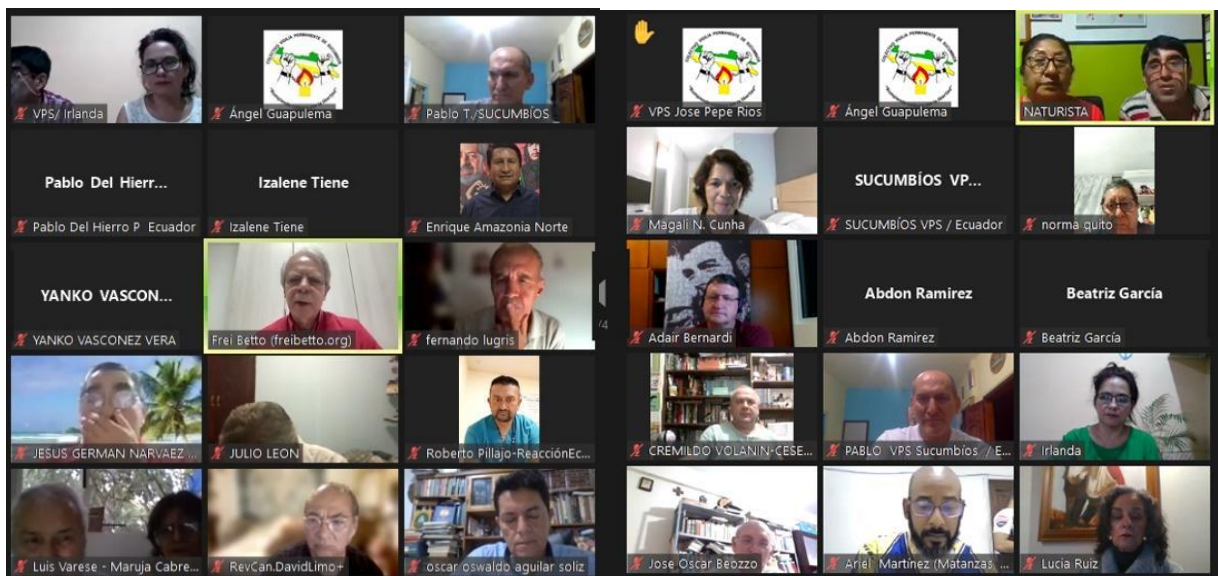 VPS/ Irlanda
Ángel Guapulema
Pablo T./SUCUMBÍOS
Pablo Del Hierr...
Izalene Tiene
Pablo Del Hierro P Ecuador
Izalene Tiene
Enrique Amazonia Norte
YANKO VASCON...
YANKO VASCONEZ VERA
Frei Betto (freibetto.org)
fernando lugris
JESUS GERMAN NARVAEZ ...
JULIO LEON
Roberto Pillajo-ReacciónEc...
Luis Varese - Maruja Cabre...
RevCan.DavidLimo+
oscar oswaldo aguilar soliz
/4
VPS Jose Pepe Rios
Ángel Guapulema
NATURISTA
SUCUMBÍOS VP...
Magali N. Cunha
SUCUMBÍOS VPS / Ecuador
norma quito
Abdon Ramirez
Beatriz García
Adair Bernardi
Abdon Ramirez
Beatriz García
CREMILDO VOLANIN-CESE...
PABLO VPS Sucumbíos / E...
Irlanda
Jose Oscar Beozzo
Ariel Martínez (Matanzas, ...
Lucia Ruiz